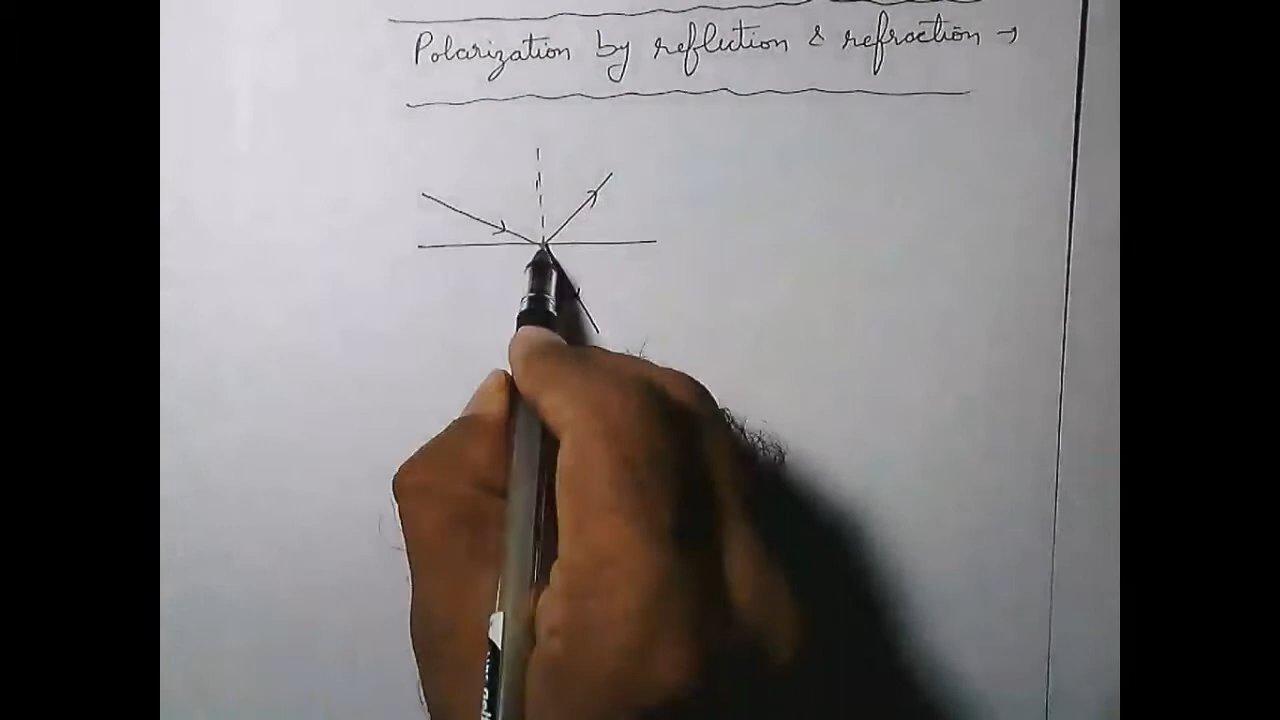 Polarization by reflection & refraction →